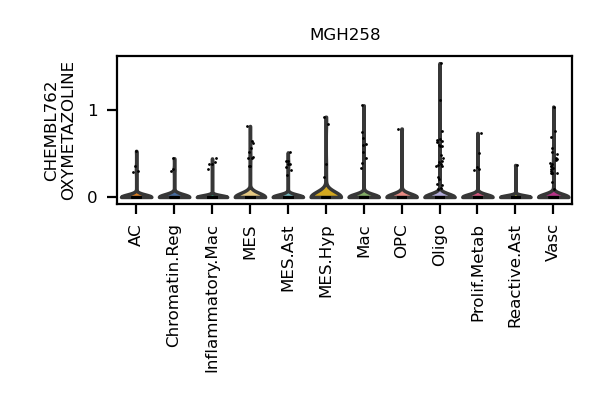 MGH258
CHEMBL762
OXYMETAZOLINE
1
0
AC
Chromatin.Reg
Inflammatory.Mac
MES
MES.Ast
MES.Hyp
Mac
OPC
Oligo
Prolif.Metab
Reactive.Ast
Vasc